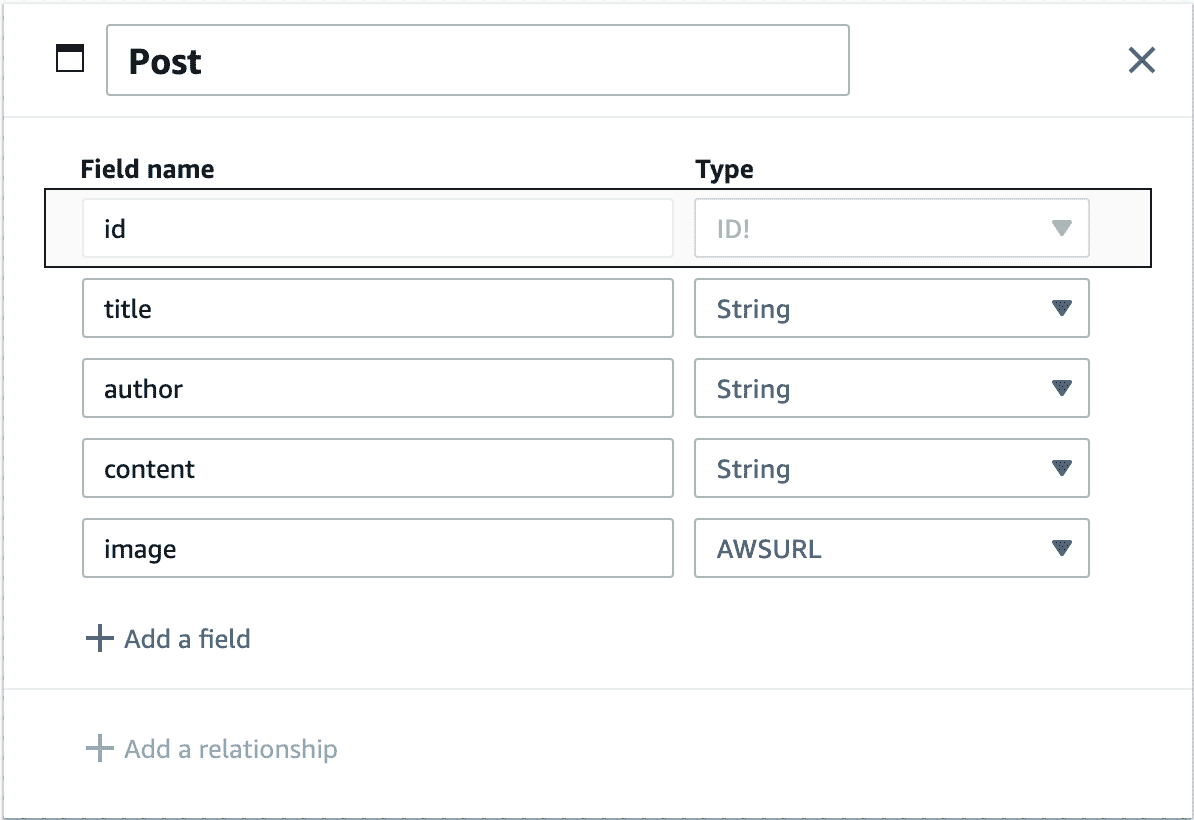 Post
Field name Type
id ID!
title String
author String
content String
image AWSURL
Add a field
Add a relationship